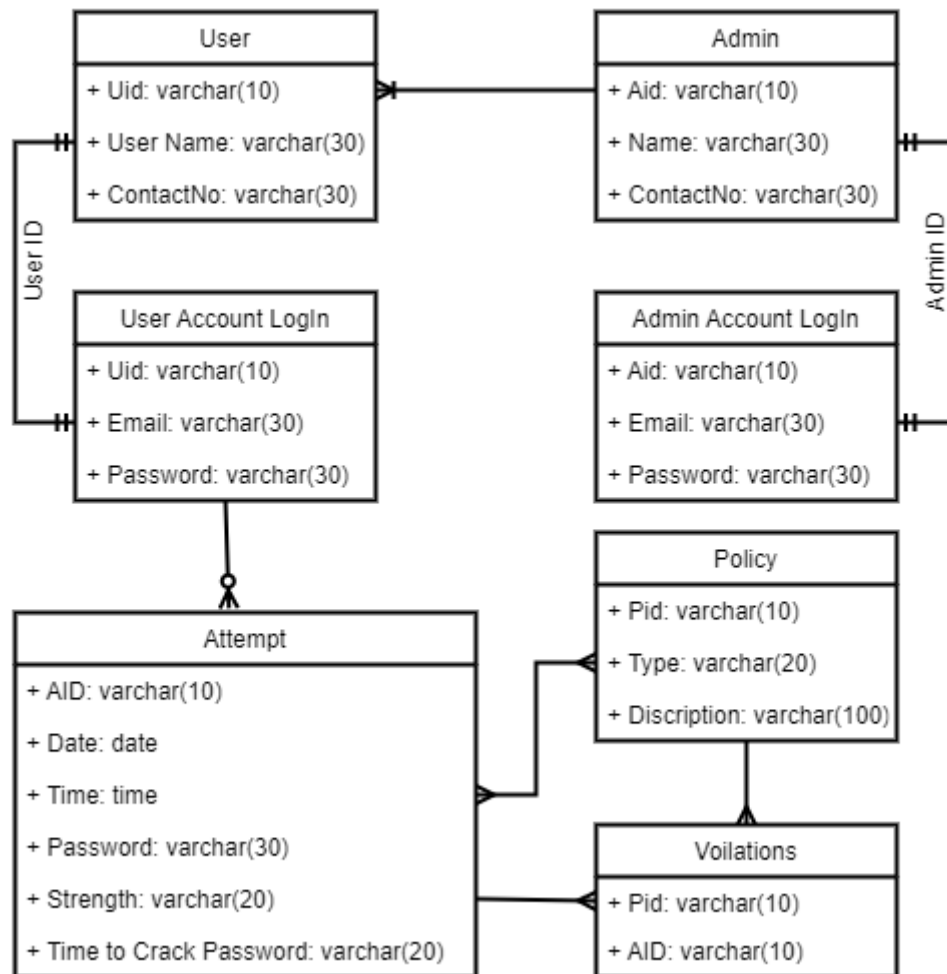 User
+ Uid: varchar(10)
+ User Name: varchar(30)
+ ContactNo: varchar(30)
Admin
+ Aid: varchar(10)
+ Name: varchar(30)
+ ContactNo: varchar(30)
User ID
Admin ID
User Account LogIn
+ Uid: varchar(10)
+ Email: varchar(30)
+ Password: varchar(30)
Admin Account LogIn
+ Aid: varchar(10)
+ Email: varchar(30)
+ Password: varchar(30)
Policy
+ Pid: varchar(10)
+ Type: varchar(20)
+ Discription: varchar(100)
Attempt
+ AID: varchar(10)
+ Date: date
+ Time: time
+ Password: varchar(30)
+ Strength: varchar(20)
+ Time to Crack Password: varchar(20)
Voilations
+ Pid: varchar(10)
+ AID: varchar(10)